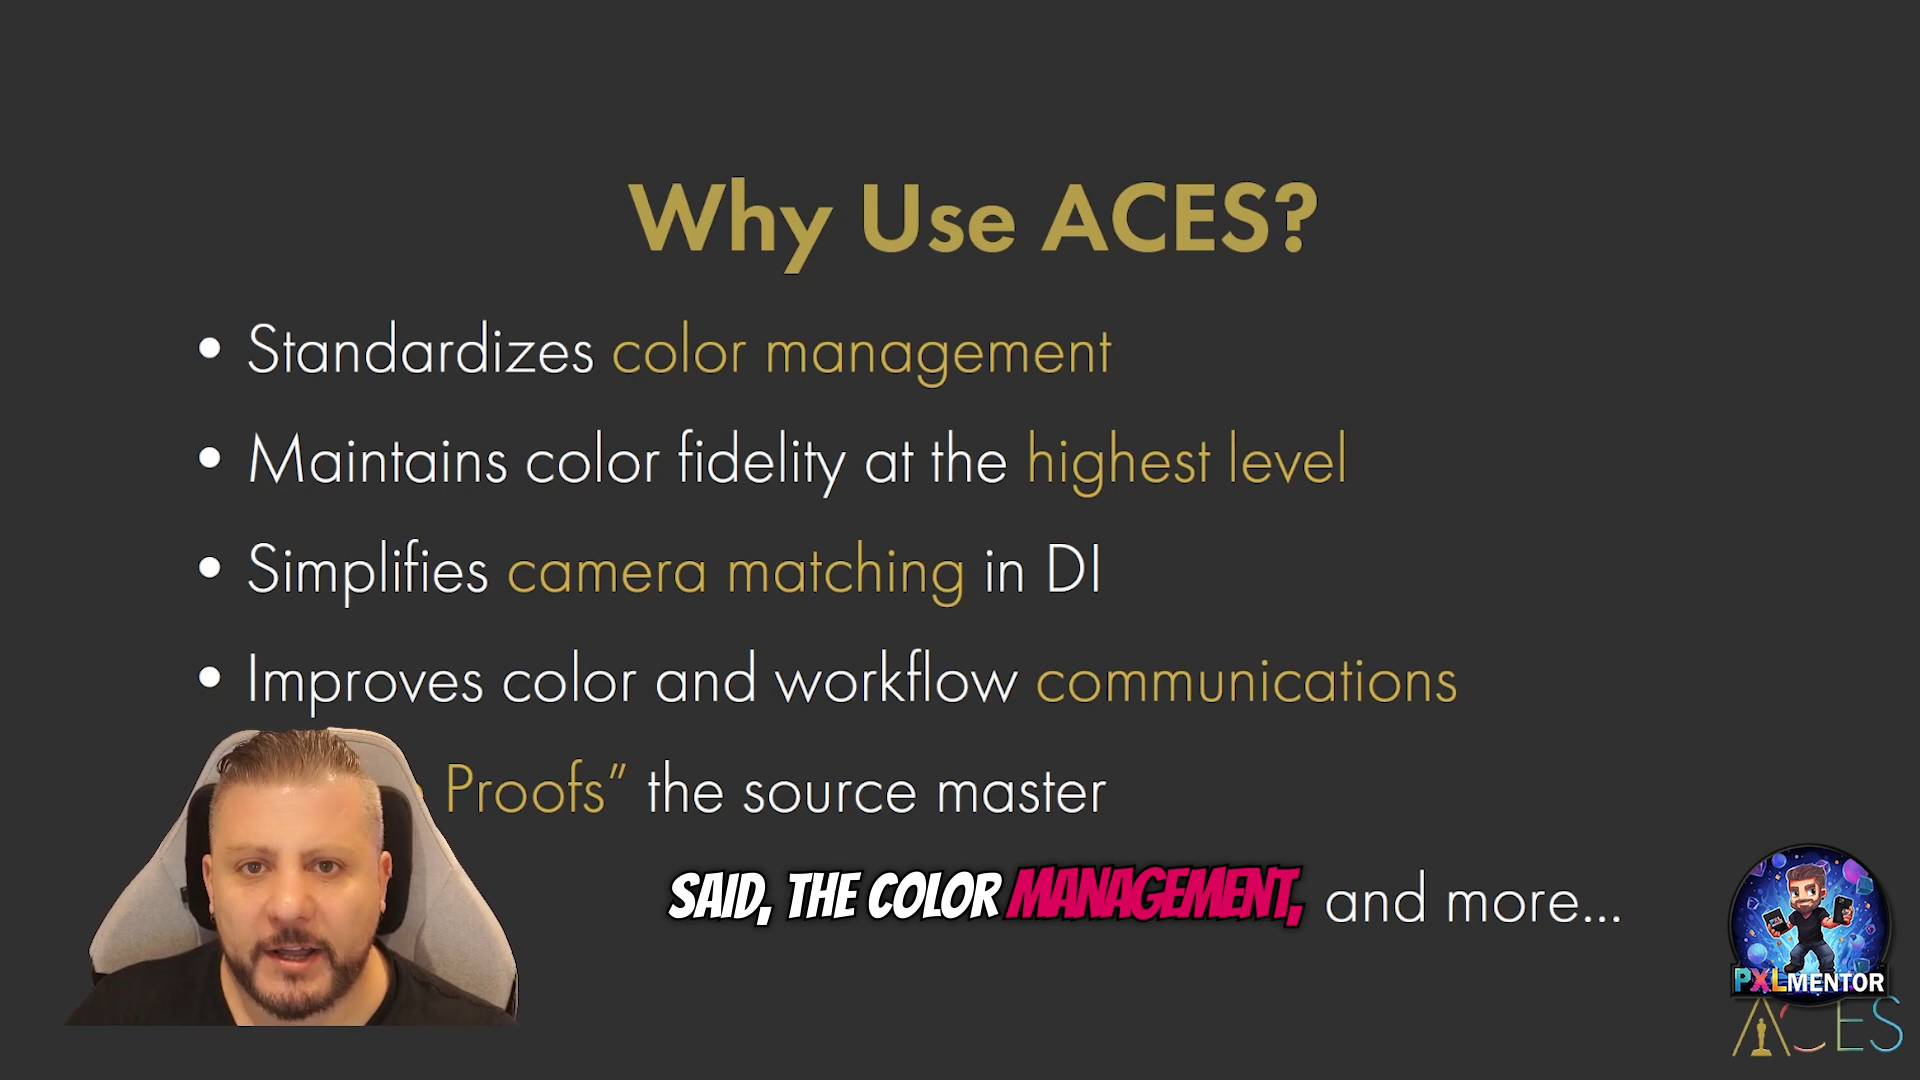 Why Use ACES?
• Standardizes color management
• Maintains color fidelity at the highest level
• Simplifies camera matching in DI
• Improves color and workflow communications
Proofs” the source master
SAID, THE COLOR MANAGEMENT, and more...
PXLMENTOR
ACES